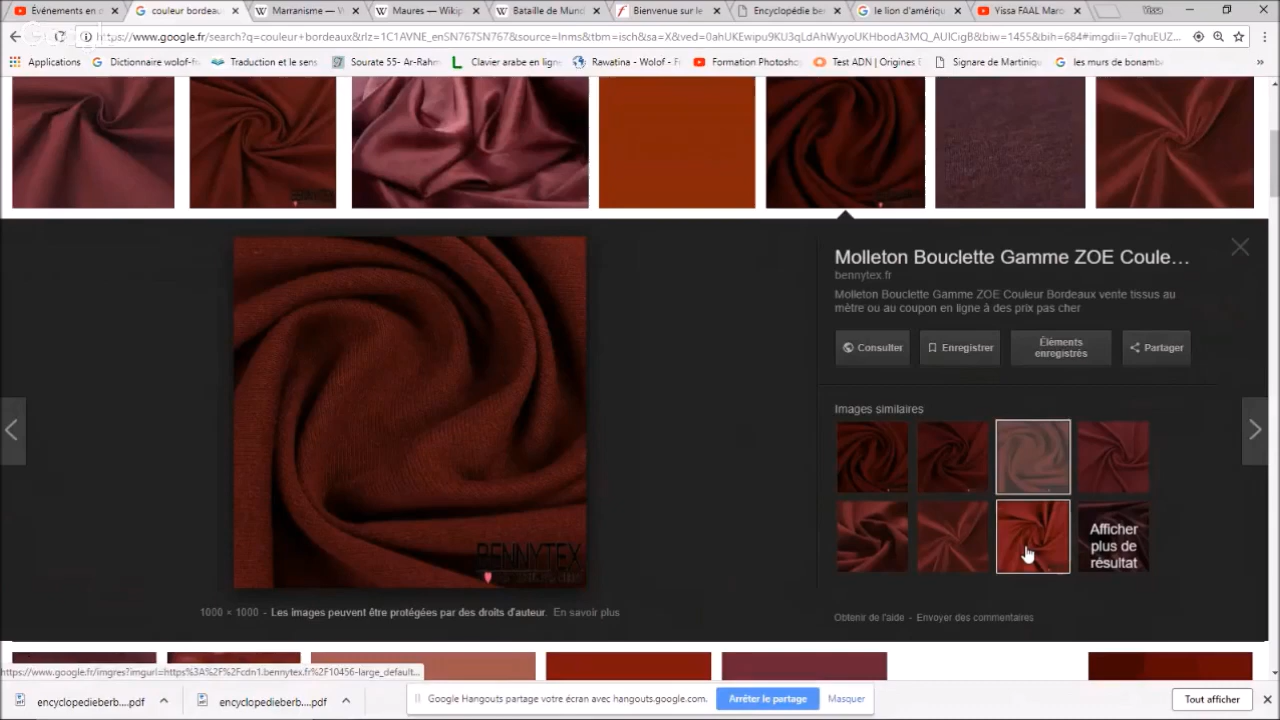 Événements en p
couleur bordeau
Marranisme — V
Maures — Wikip
Bataille de Mund
Bienvenue sur le
Encyclopédie be
le lion d'amériq
Yissa FAAL Maro
Yissa
https://www.google.fr/search?q=couleur+bordeaux&rlz=1C1AVNE_enSN767SN767&source=lnms&tbm=isch&sa=X&ved=0ahUKEwipu9KU3qLdAhWyyoUKHbodA3MQ_AUICigB&biw=1455&bih=684#imgdii=7qhuEUZ...
Applications
Dictionnaire wolof-fr
Traduction et le sens
Sourate 55- Ar-Rahm
Clavier arabe en ligne
Rawatina - Wolof - Fr
Formation Photoshop
Test ADN | Origines E
Signare de Martiniqu
les murs de bonamb
»
Molleton Bouclette Gamme ZOE Coule…
bennytex.fr
Molleton Bouclette Gamme ZOE Couleur Bordeaux vente tissus au
mètre ou au coupon en ligne à des prix pas cher
Consulter
Enregistrer
Éléments
enregistrés
Partager
Images similaires
Afficher
plus de
résultat
BENNYTEX
1000 × 1000 - Les images peuvent être protégées par des droits d'auteur. En savoir plus
Obtenir de l'aide - Envoyer des commentaires
https://www.google.fr/imgres?imgurl=https%3A%2F%2Fcdn1.bennytex.fr%2F10456-large_default...
encyclopedieberb...pdf
encyclopedieberb...pdf
Google Hangouts partage votre écran avec hangouts.google.com.
Arrêter le partage
Masquer
Tout afficher